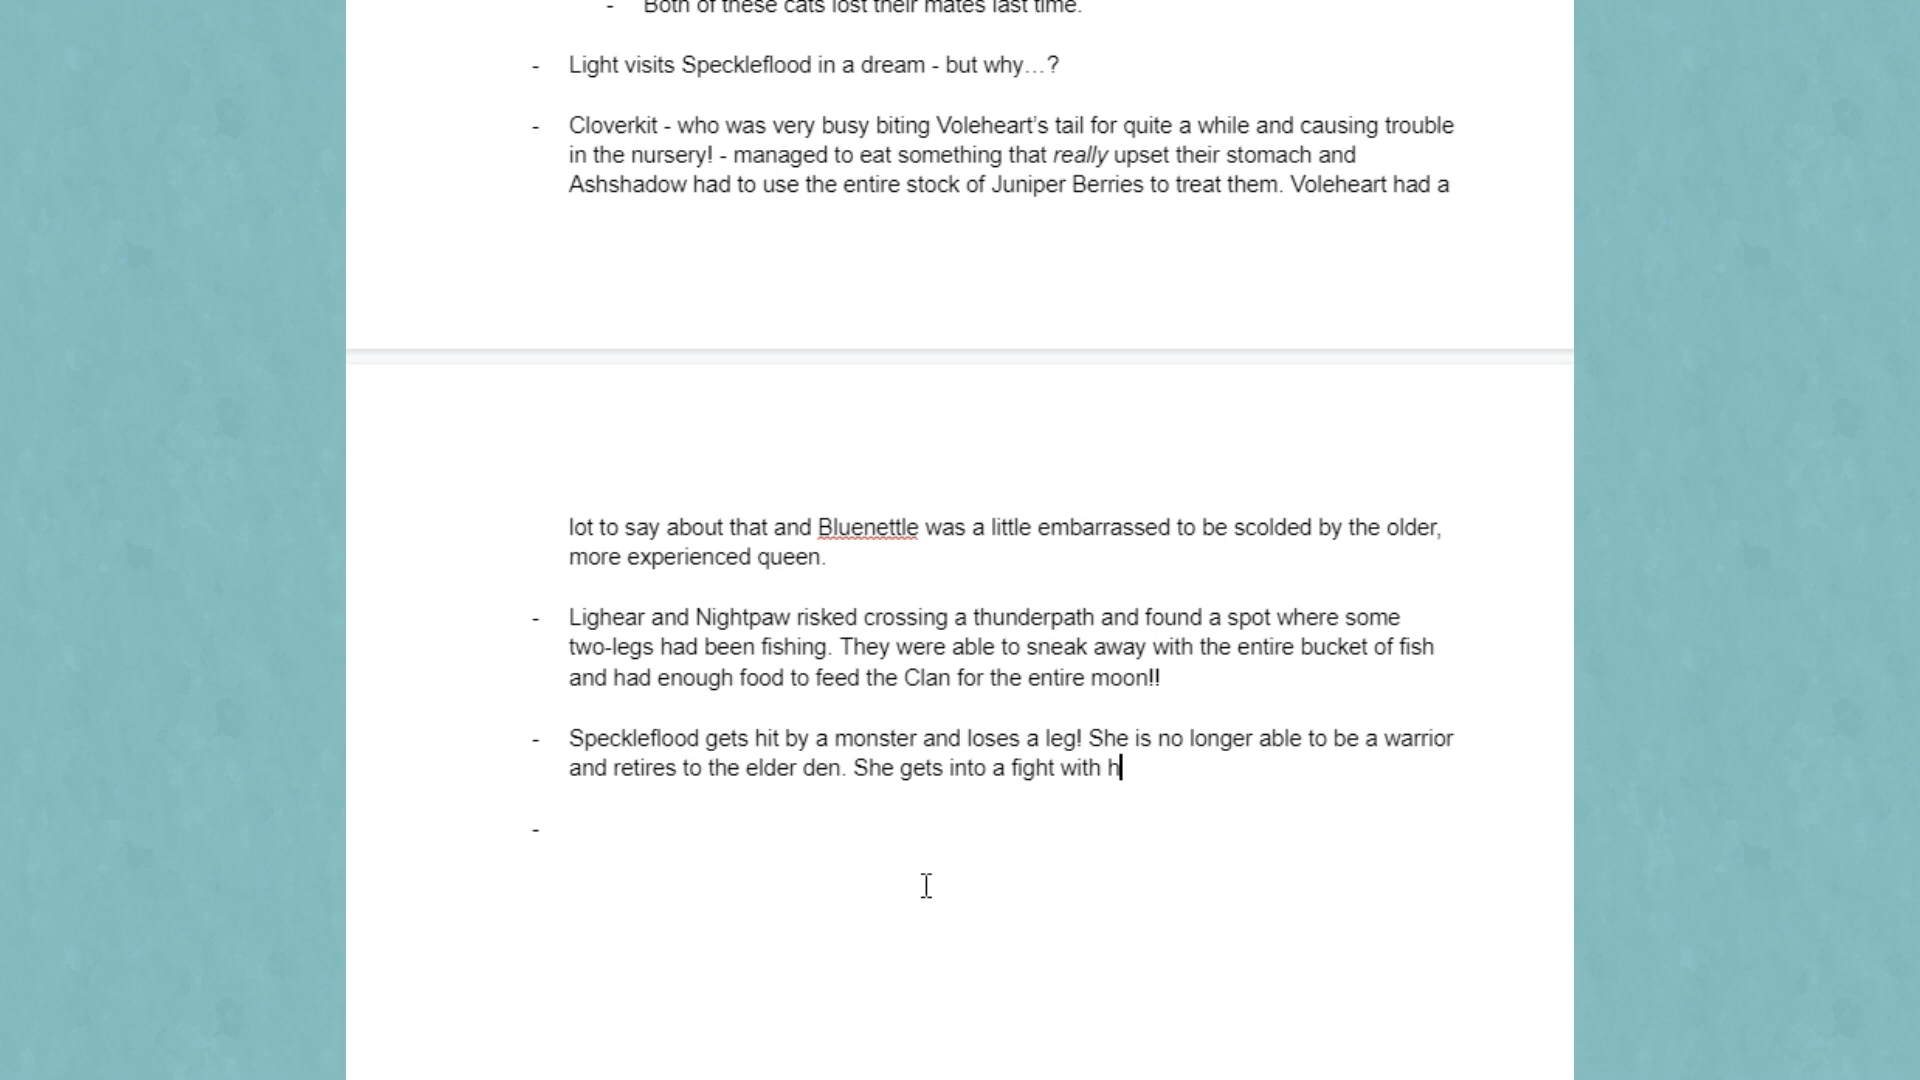 - Both of these cats lost their mates last time.
- Light visits Speckleflood in a dream - but why…?
- Cloverkit - who was very busy biting Voleheart's tail for quite a while and causing trouble
in the nursery! - managed to eat something that really upset their stomach and
Ashshadow had to use the entire stock of Juniper Berries to treat them. Voleheart had a
lot to say about that and Bluenettle was a little embarrassed to be scolded by the older,
more experienced queen.
- Lighear and Nightpaw risked crossing a thunderpath and found a spot where some
two-legs had been fishing. They were able to sneak away with the entire bucket of fish
and had enough food to feed the Clan for the entire moon!!
- Speckleflood gets hit by a monster and loses a leg! She is no longer able to be a warrior
and retires to the elder den. She gets into a fight with h
-